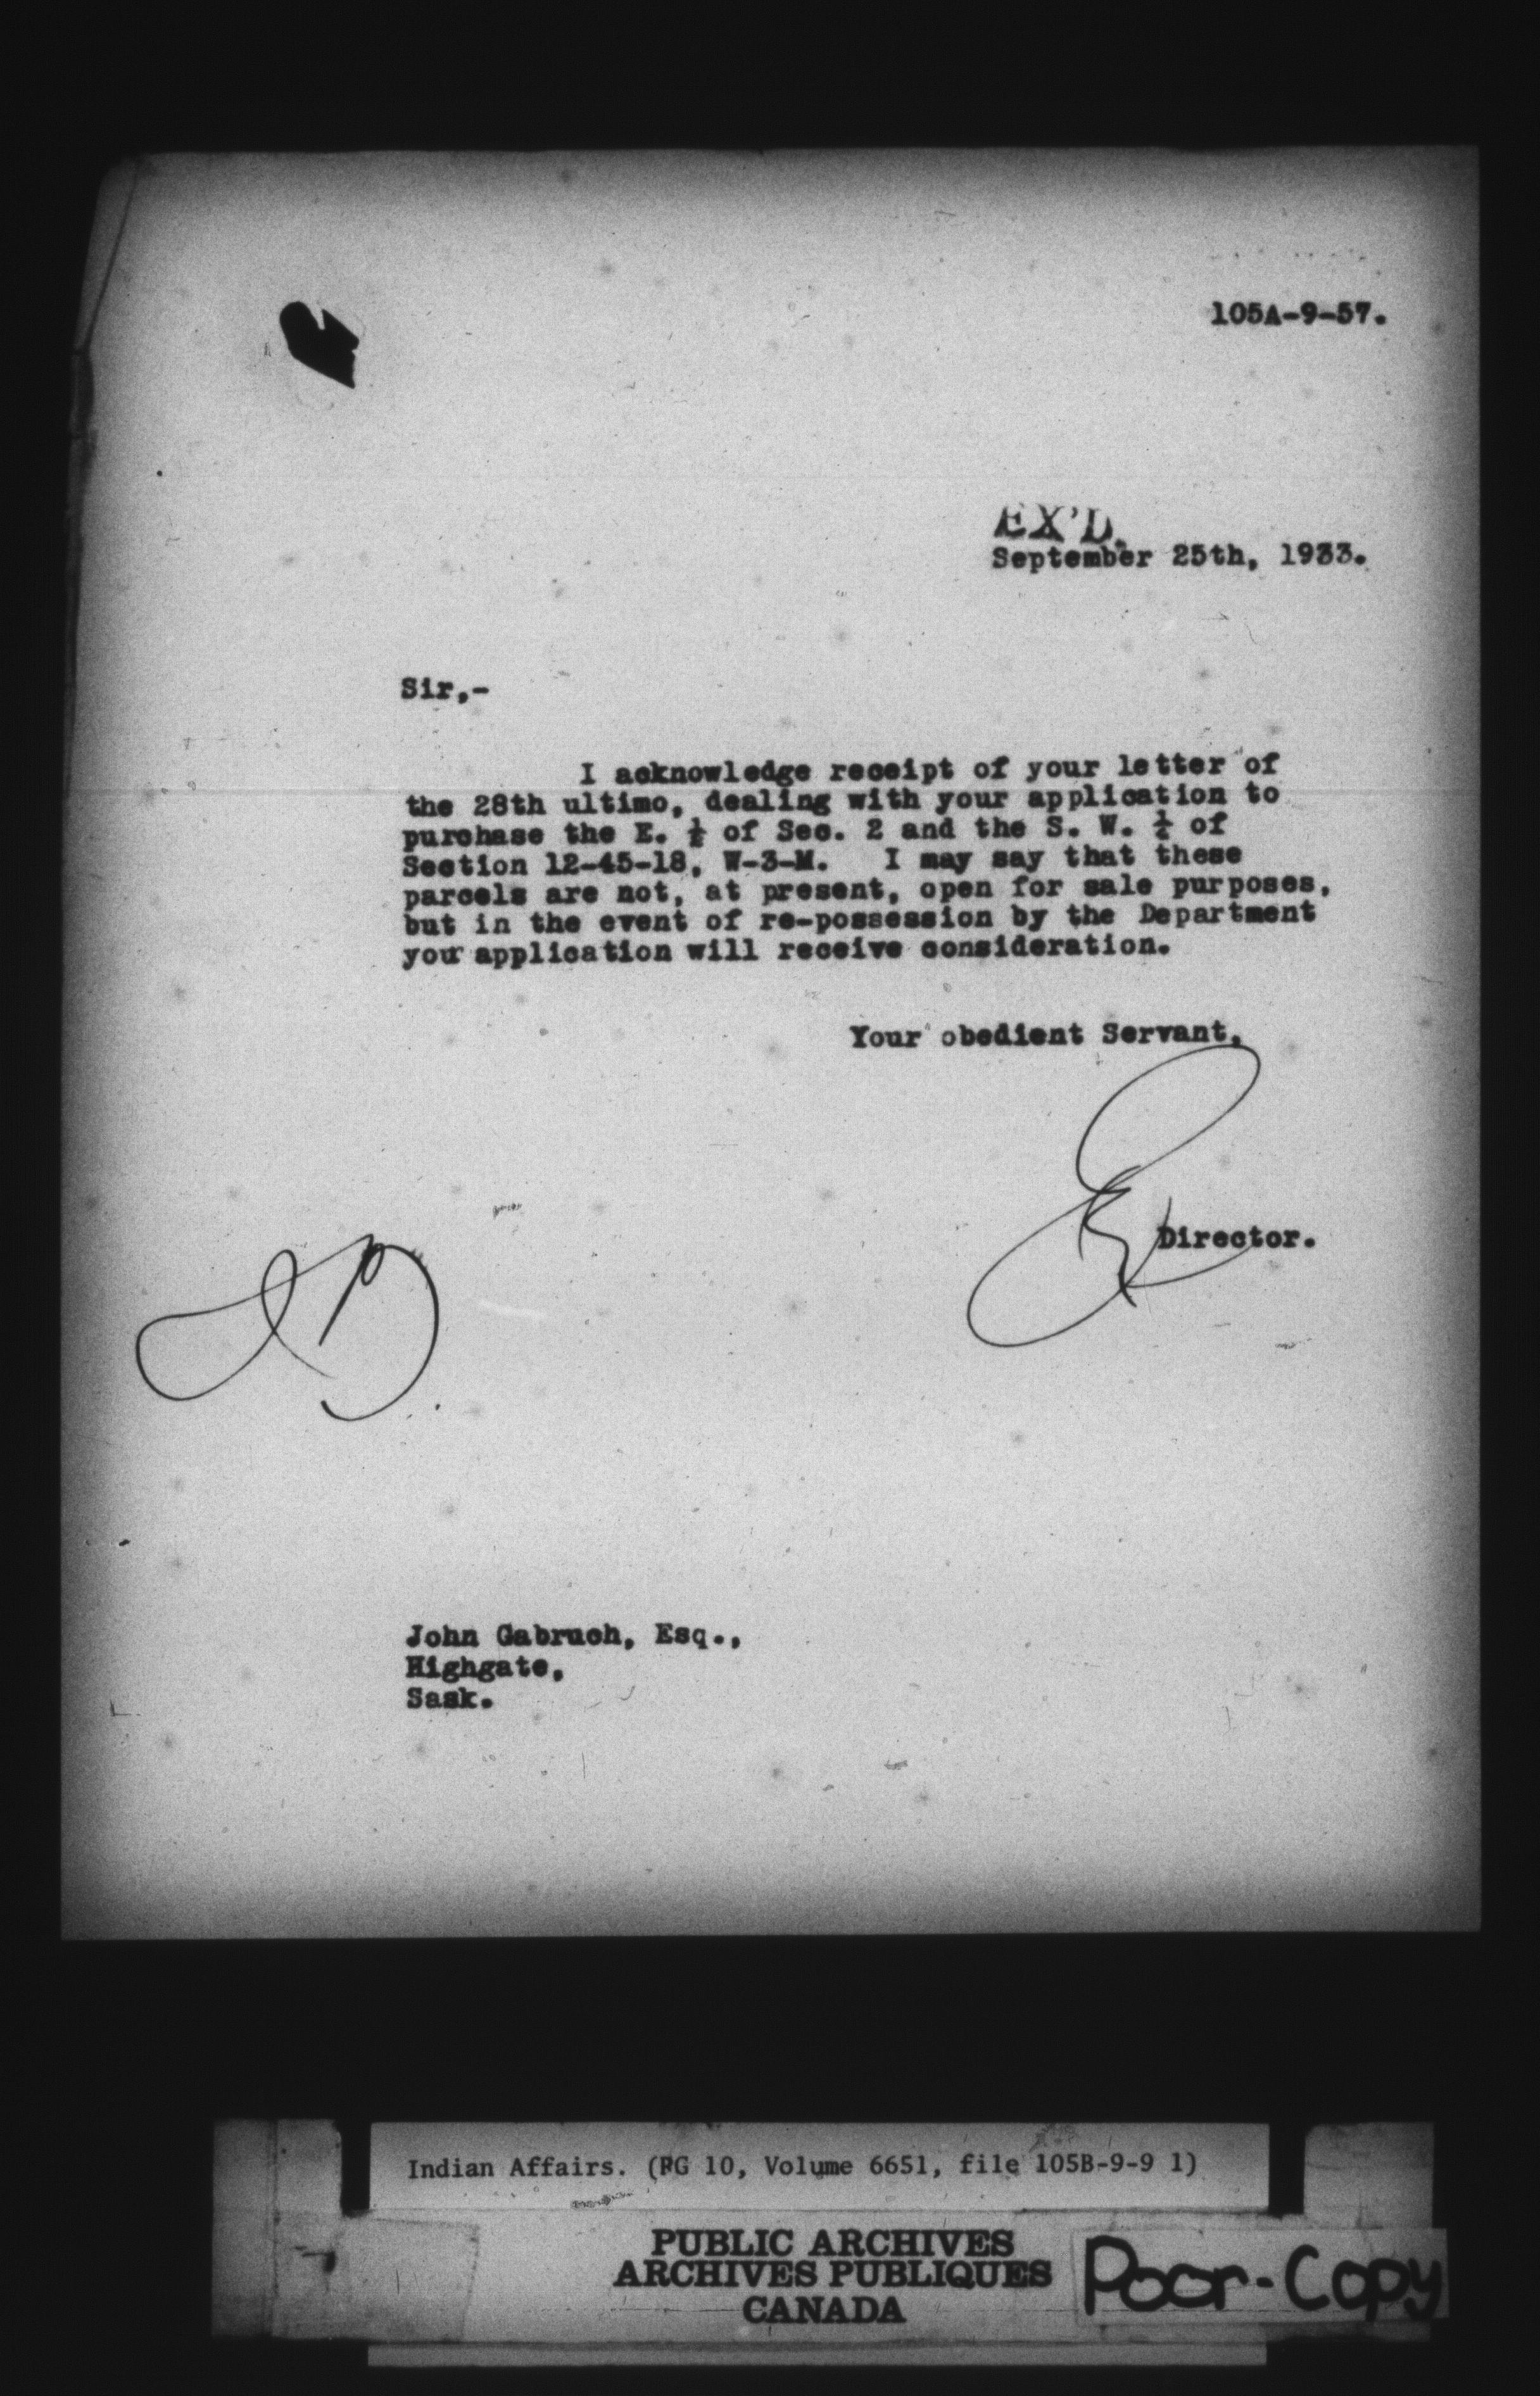 105A-9-57.
EX'D.
September 25th, 1933.
Sir,-
I acknowledge receipt of your letter of
the 28th ultimo, dealing with your application to
purchase the E. ½ of Sec. 2 and the S. W. ¼ of
Section 12-45-18, W-3-M. I may say that these
parcels are not, at present, open for sale purposes,
but in the event of re-possession by the Department
your application will receive consideration.
Your obedient Servant,
Director.
John Gabruch, Esq.,
Highgate,
Sask.
Indian Affairs. (RG 10, Volume 6651, file 105B-9-9 1)
PUBLIC ARCHIVES
ARCHIVES PUBLIQUES
CANADA
Poor-Copy